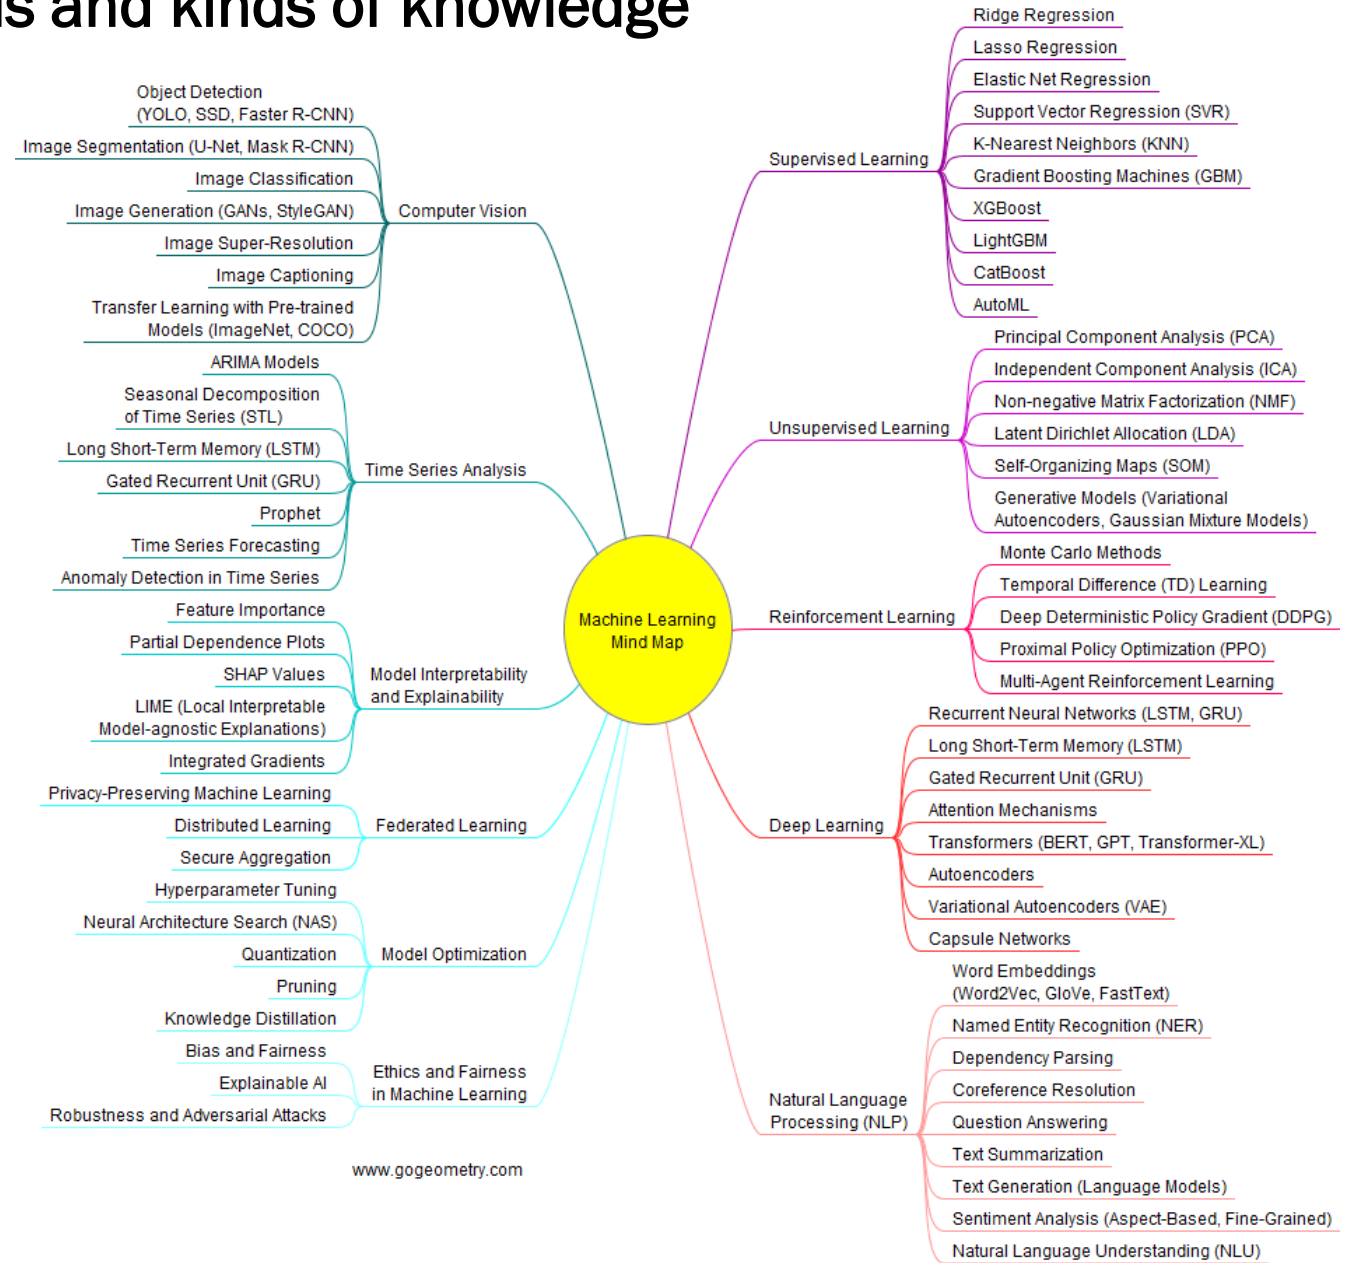 is and kinds of knowledge
Object Detection
(YOLO, SSD, Faster R-CNN)
Image Segmentation (U-Net, Mask R-CNN)
Image Classification
Image Generation (GANs, StyleGAN)
Image Super-Resolution
Image Captioning
Transfer Learning with Pre-trained
Models (ImageNet, COCO)
Computer Vision
ARIMA Models
Seasonal Decomposition
of Time Series (STL)
Long Short-Term Memory (LSTM)
Gated Recurrent Unit (GRU)
Prophet
Time Series Forecasting
Anomaly Detection in Time Series
Time Series Analysis
Feature Importance
Partial Dependence Plots
SHAP Values
LIME (Local Interpretable
Model-agnostic Explanations)
Integrated Gradients
Model Interpretability
and Explainability
Privacy-Preserving Machine Learning
Distributed Learning
Secure Aggregation
Federated Learning
Hyperparameter Tuning
Neural Architecture Search (NAS)
Quantization
Pruning
Knowledge Distillation
Model Optimization
Bias and Fairness
Explainable AI
Robustness and Adversarial Attacks
Ethics and Fairness
in Machine Learning
www.gogeometry.com
Machine Learning
Mind Map
Supervised Learning
Ridge Regression
Lasso Regression
Elastic Net Regression
Support Vector Regression (SVR)
K-Nearest Neighbors (KNN)
Gradient Boosting Machines (GBM)
XGBoost
LightGBM
CatBoost
AutoML
Unsupervised Learning
Principal Component Analysis (PCA)
Independent Component Analysis (ICA)
Non-negative Matrix Factorization (NMF)
Latent Dirichlet Allocation (LDA)
Self-Organizing Maps (SOM)
Generative Models (Variational
Autoencoders, Gaussian Mixture Models)
Reinforcement Learning
Monte Carlo Methods
Temporal Difference (TD) Learning
Deep Deterministic Policy Gradient (DDPG)
Proximal Policy Optimization (PPO)
Multi-Agent Reinforcement Learning
Deep Learning
Recurrent Neural Networks (LSTM, GRU)
Long Short-Term Memory (LSTM)
Gated Recurrent Unit (GRU)
Attention Mechanisms
Transformers (BERT, GPT, Transformer-XL)
Autoencoders
Variational Autoencoders (VAE)
Capsule Networks
Natural Language
Processing (NLP)
Word Embeddings
(Word2Vec, GloVe, FastText)
Named Entity Recognition (NER)
Dependency Parsing
Coreference Resolution
Question Answering
Text Summarization
Text Generation (Language Models)
Sentiment Analysis (Aspect-Based, Fine-Grained)
Natural Language Understanding (NLU)